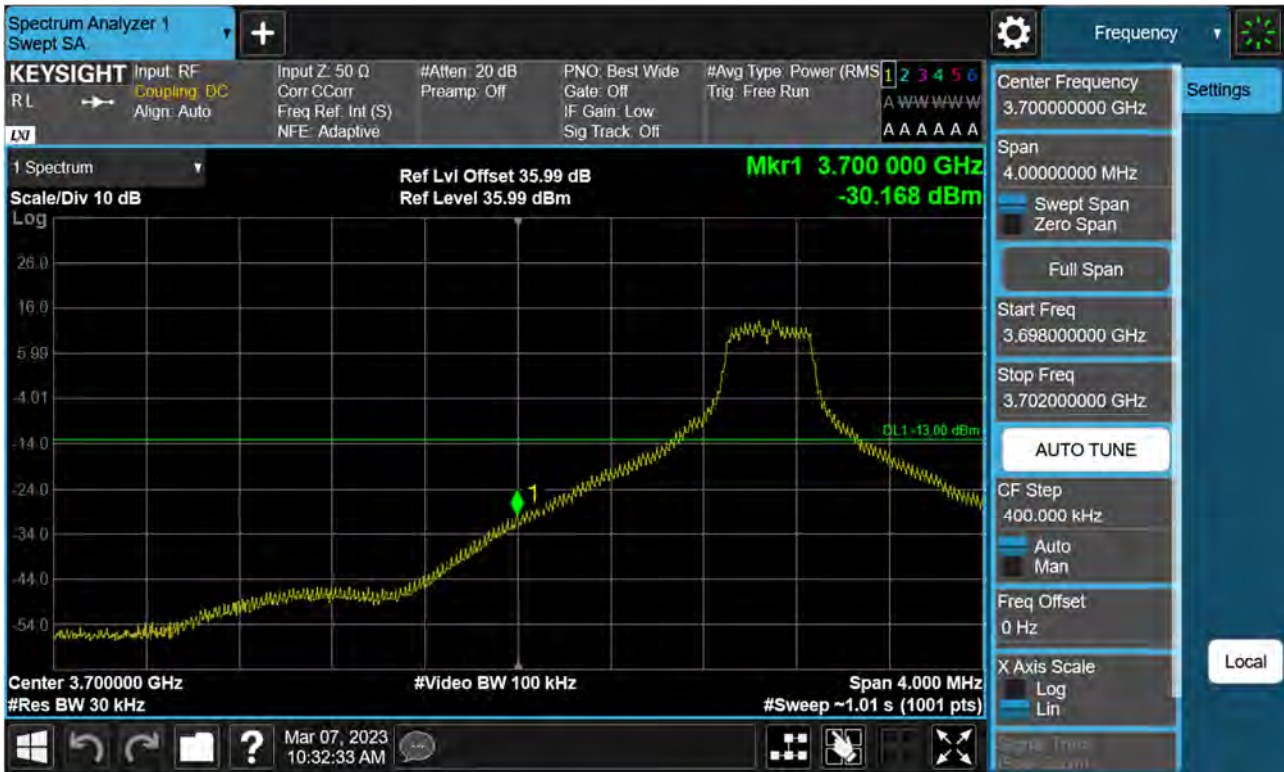 Spectrum Analyzer 1
Swept SA
Frequency
KEYSIGHT
R L
LXI
Input: RF
Coupling: DC
Align: Auto
Input Z: 50 Ω
Corr CCorr
Freq Ref: Int (S)
NFE: Adaptive
#Atten: 20 dB
Preamp: Off
PNO: Best Wide
Gate: Off
IF Gain: Low
Sig Track: Off
#Avg Type: Power (RMS
Trig: Free Run
1 2 3 4 5 6
A W W W W W
A A A A A A
1 Spectrum
Scale/Div 10 dB
Ref Lvl Offset 35.99 dB
Ref Level 35.99 dBm
Mkr1 3.700 000 GHz
-30.168 dBm
Log
26.0
16.0
5.99
-4.01
-14.0
-24.0
-34.0
-44.0
-54.0
DL1 -13.00 dBm
1
Center 3.700000 GHz
#Res BW 30 kHz
#Video BW 100 kHz
Span 4.000 MHz
#Sweep ~1.01 s (1001 pts)
Mar 07, 2023
10:32:33 AM
?
Center Frequency
3.700000000 GHz
Settings
Span
4.00000000 MHz
Swept Span
Zero Span
Full Span
Start Freq
3.698000000 GHz
Stop Freq
3.702000000 GHz
AUTO TUNE
CF Step
400.000 kHz
Auto
Man
Freq Offset
0 Hz
X Axis Scale
Log
Lin
Local